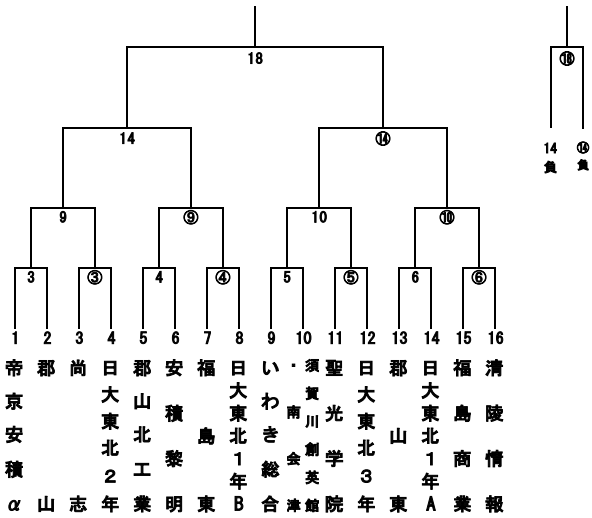 18
⑱
14
⑭
14
負
⑭
負
9
⑨
10
⑩
3
③
4
④
5
⑤
6
⑥
1
2
3
4
5
6
7
8
9
10
11
12
13
14
15
16
帝京安積α
郡山
尚志
日大東北2年
郡山北工業
安積黎明
福島東
日大東北1年B
いわき総合
須賀川創英館
・南会津
聖光学院
日大東北3年
郡山東
日大東北1年A
福島商業
清陵情報